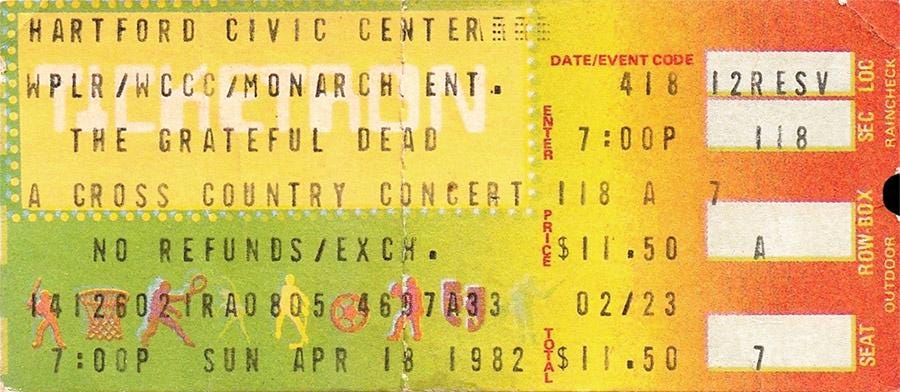 HARTFORD CIVIC CENTER
TICKETRON
WPLR/WCCC/MONARCH ENT.
THE GRATEFUL DEAD
A CROSS COUNTRY CONCERT
NO REFUNDS/EXCH.
7:00P SUN APR 18 1982
DATE/EVENT CODE
418
ENTER
7:00P
118 A 7
PRICE
$11.50
02/23
TOTAL
$11.50
12RESV
LOC
118
SEC
A
ROW-BOX
7
SEAT
RAINCHECK
OUTDOOR